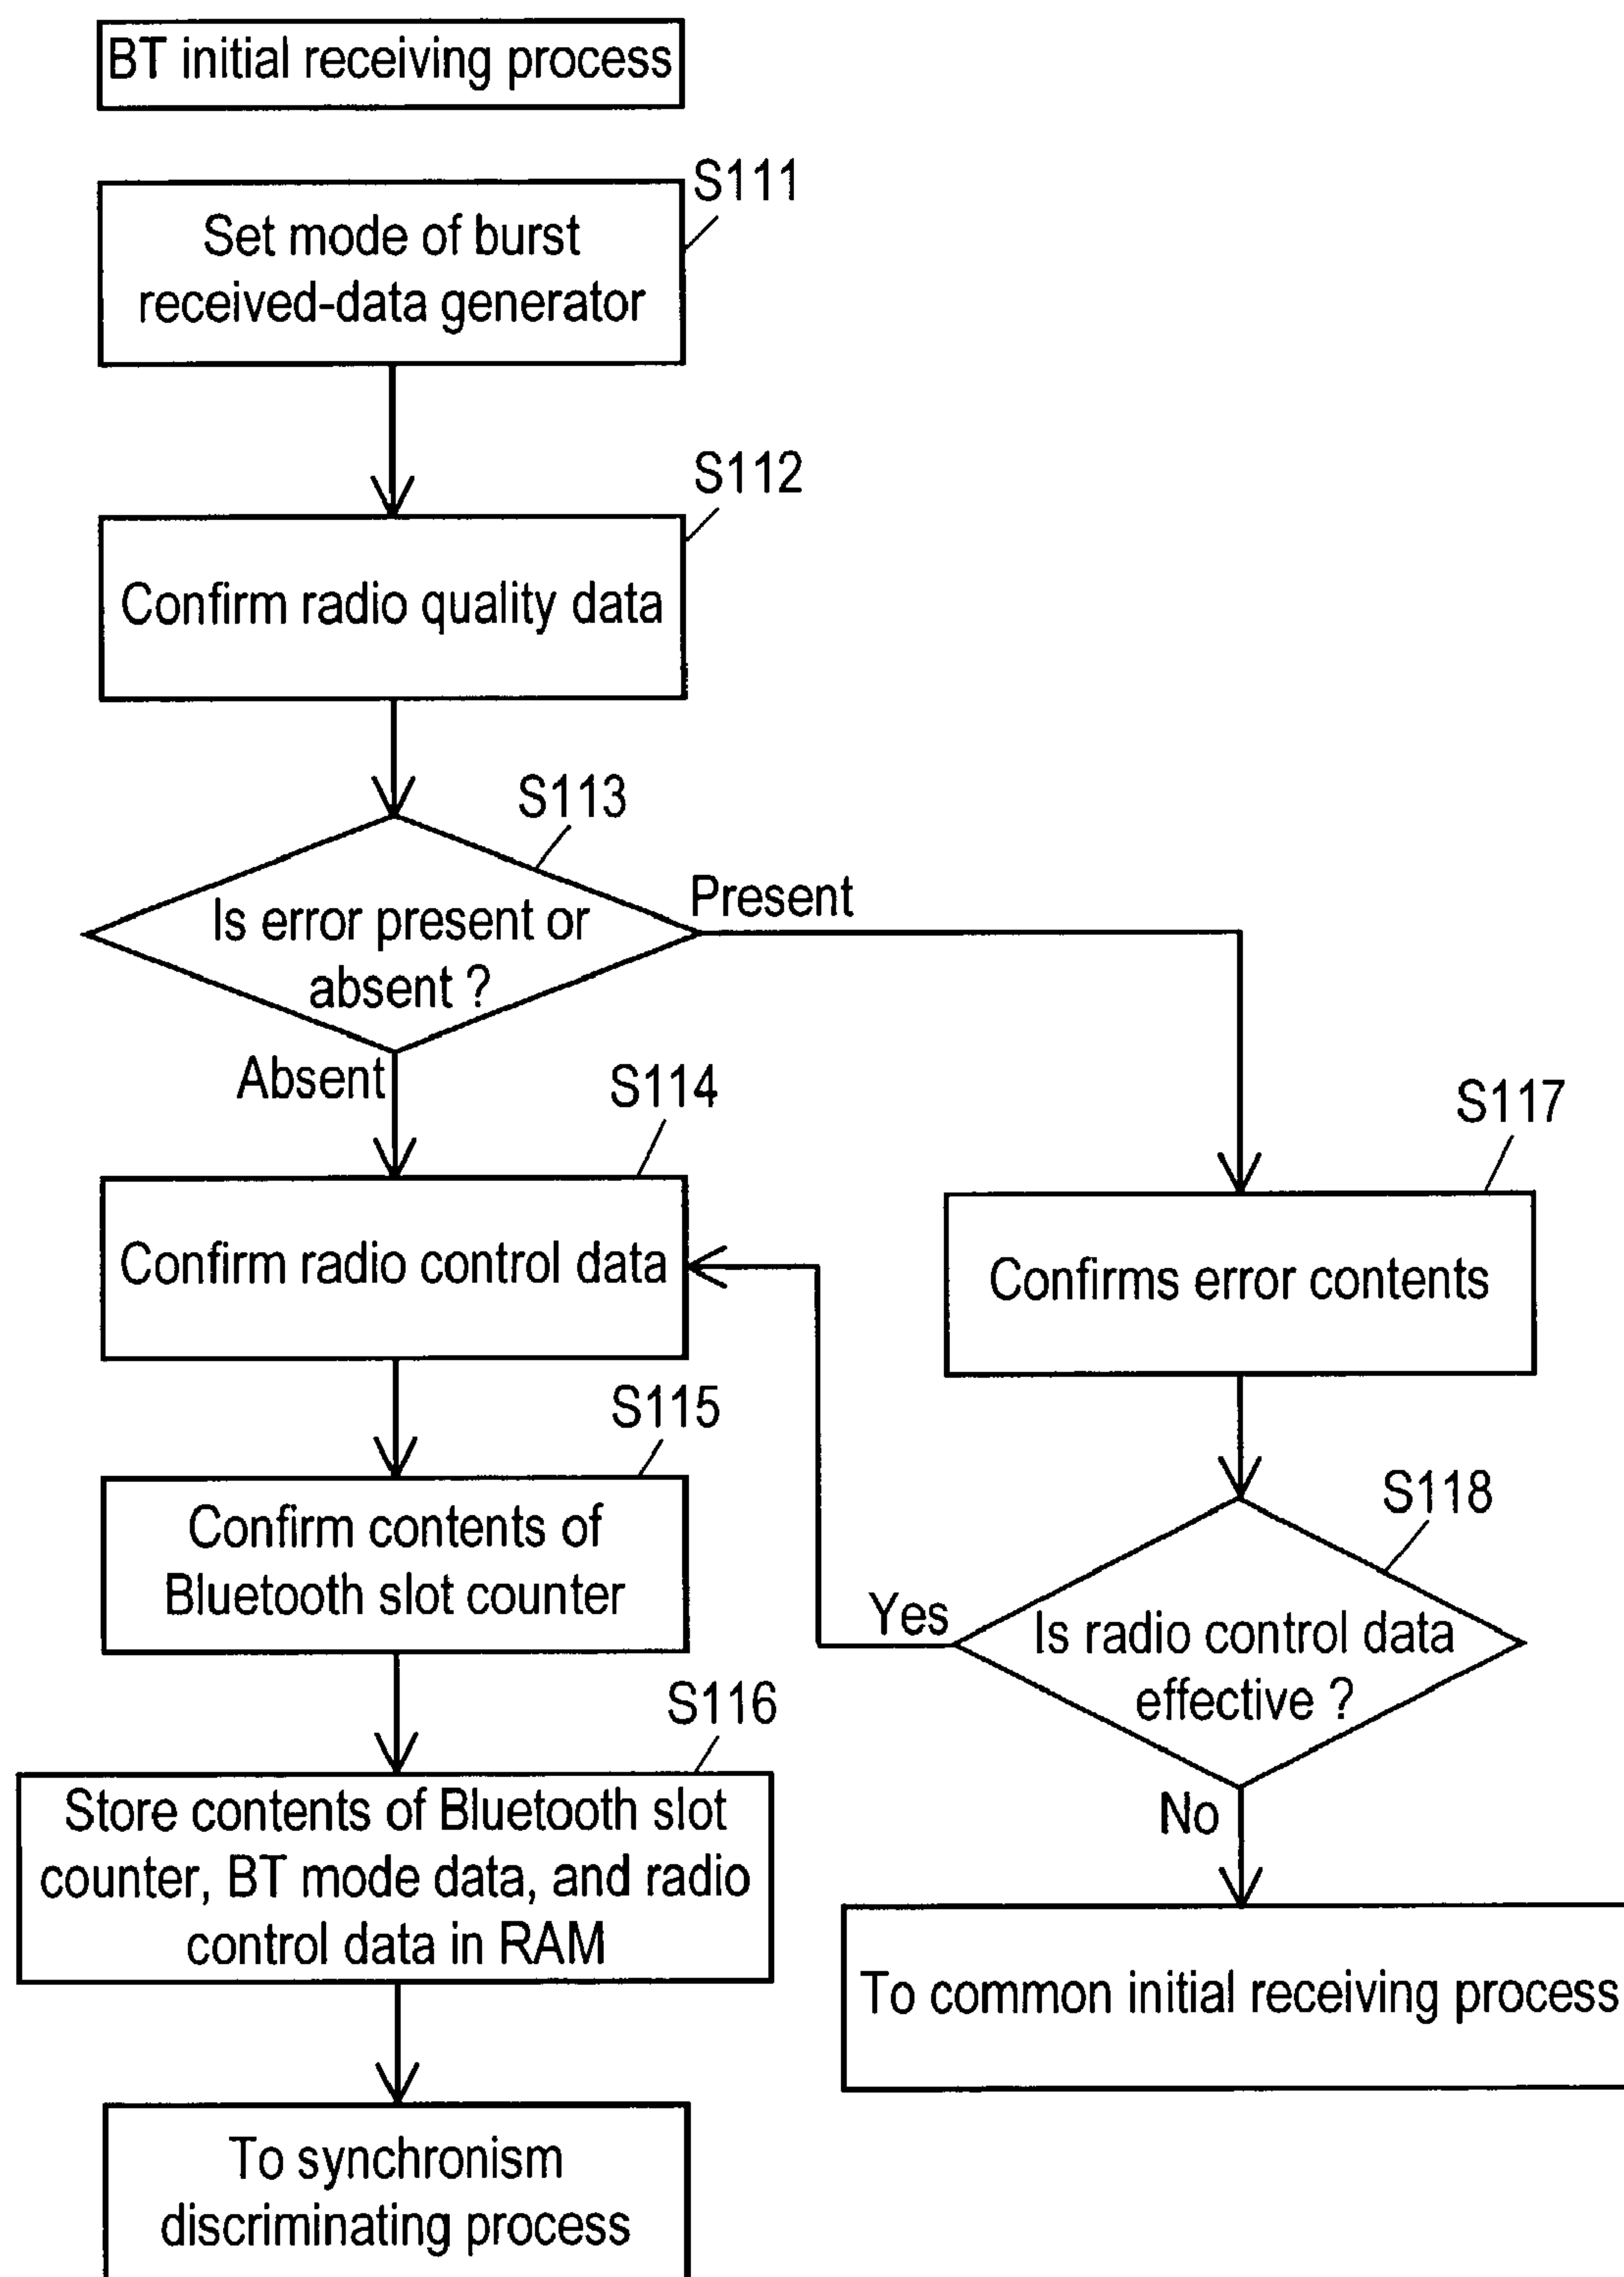 BT initial receiving process
S111
Set mode of burst
received-data generator
S112
Confirm radio quality data
S113
Is error present or
absent ?
Present
Absent
S114
Confirm radio control data
S115
Confirm contents of
Bluetooth slot counter
S116
Store contents of Bluetooth slot
counter, BT mode data, and radio
control data in RAM
To synchronism
discriminating process
S117
Confirms error contents
S118
Is radio control data
effective ?
Yes
No
To common initial receiving process